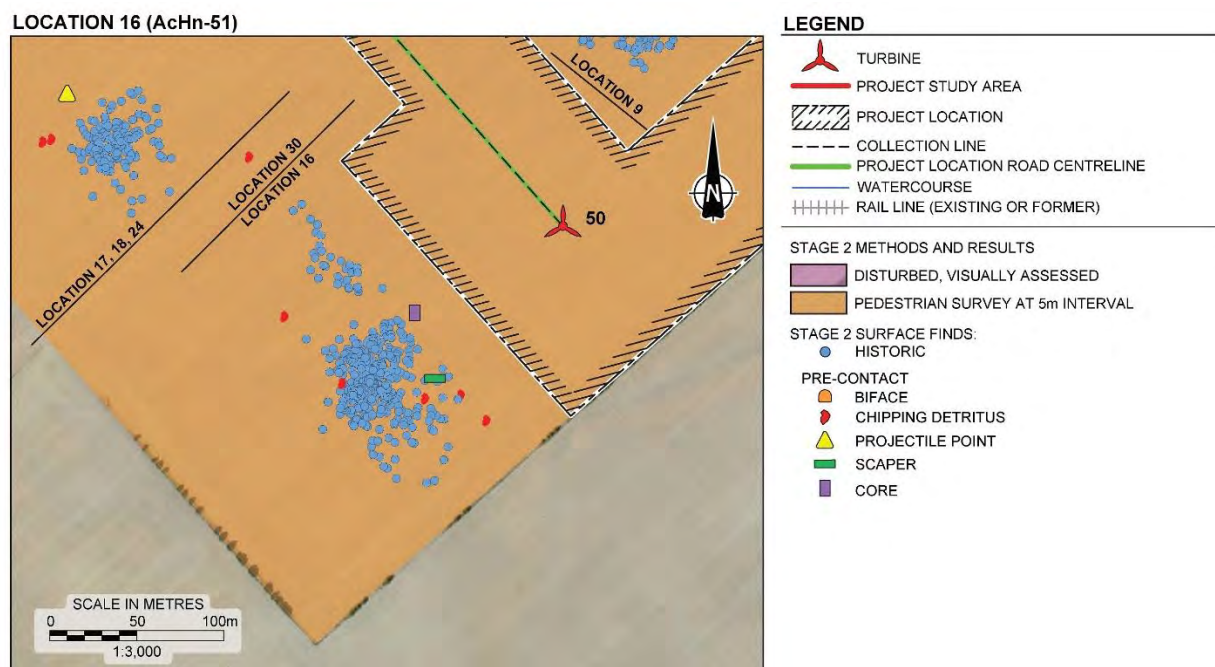 LOCATION 16 (AcHn-51)
LOCATION 9
LOCATION 30
LOCATION 16
LOCATION 17, 18, 24
50
N
SCALE IN METRES
0 50 100m
1:3,000
LEGEND
TURBINE
PROJECT STUDY AREA
PROJECT LOCATION
COLLECTION LINE
PROJECT LOCATION ROAD CENTRELINE
WATERCOURSE
RAIL LINE (EXISTING OR FORMER)
STAGE 2 METHODS AND RESULTS
DISTURBED, VISUALLY ASSESSED
PEDESTRIAN SURVEY AT 5m INTERVAL
STAGE 2 SURFACE FINDS:
HISTORIC
PRE-CONTACT
BIFACE
CHIPPING DETRITUS
PROJECTILE POINT
SCAPER
CORE